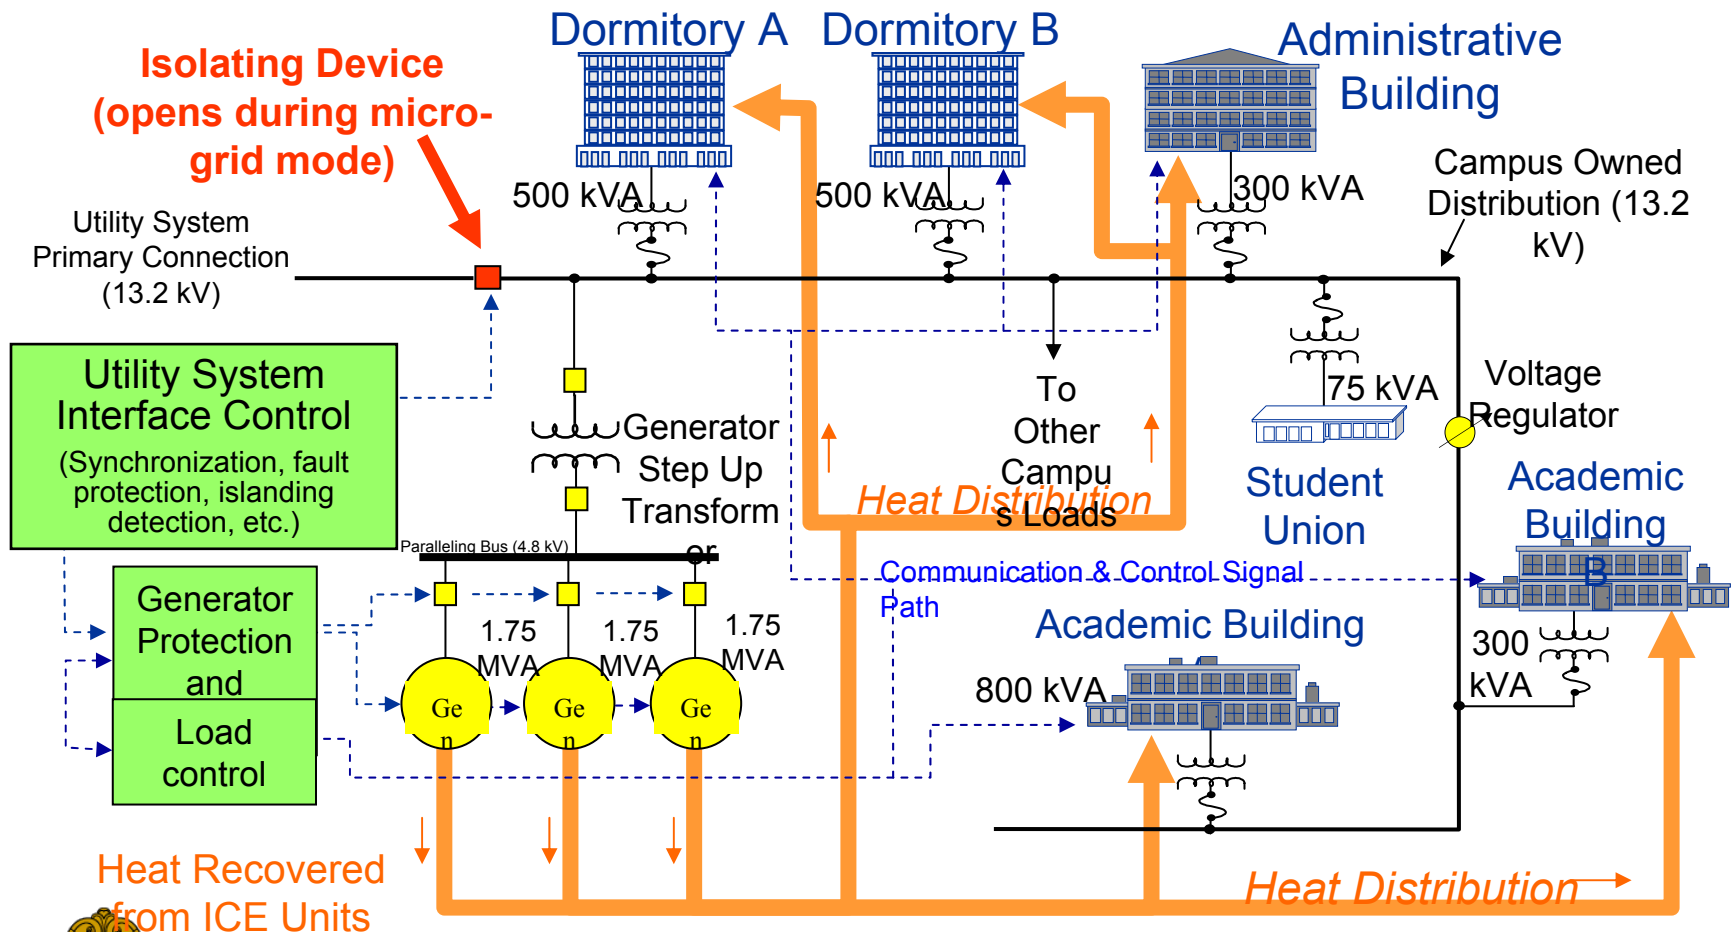 Dormitory A
Dormitory B
Administrative
Building
Isolating Device
(opens during micro-
grid mode)
500 kVA
500 kVA
300 kVA
Campus Owned
Distribution (13.2
kV)
Utility System
Primary Connection
(13.2 kV)
Utility System
Interface Control
(Synchronization, fault
protection, islanding
detection, etc.)
Generator
Step Up
Transform
or
To
Other
Campu
s Loads
75 kVA
Voltage
Regulator
Heat Distribution
Student
Union
Academic
Building
B
Paralleling Bus (4.8 kV)
Communication & Control Signal
Path
Generator
Protection
and
Load
control
1.75
MVA
1.75
MVA
1.75
MVA
Ge
n
Ge
n
Ge
n
Academic Building
800 kVA
300
kVA
Heat Recovered
from ICE Units
Heat Distribution